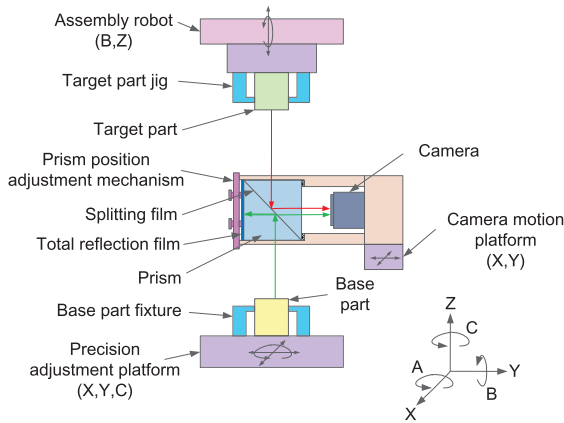 Assembly robot
(B,Z)
Target part jig
Target part
Prism position
adjustment mechanism
Splitting film
Total reflection film
Prism
Base part fixture
Precision
adjustment platform
(X,Y,C)
Camera
Camera motion
platform
(X,Y)
Base
part
Z
C
A
Y
B
X